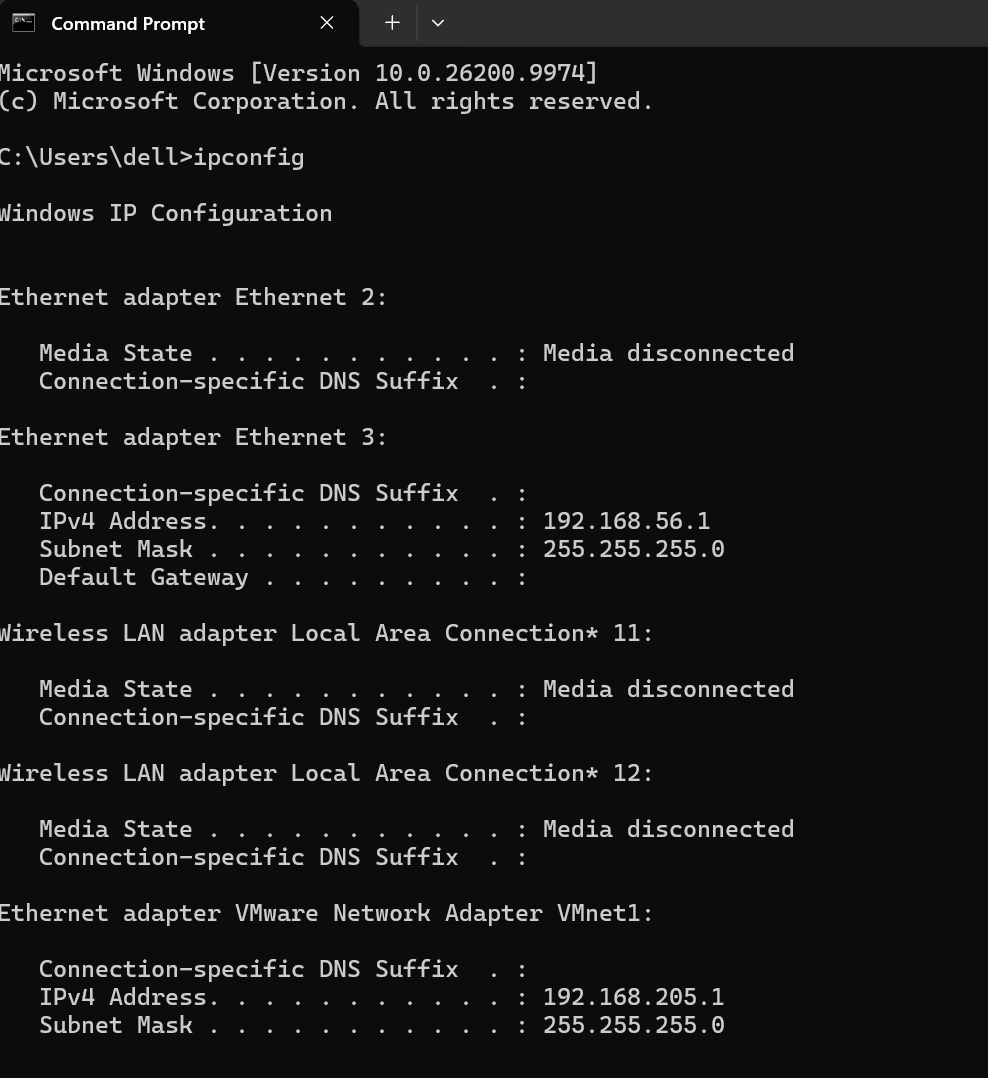 Command Prompt
Microsoft Windows [Version 10.0.26200.9974]
(c) Microsoft Corporation. All rights reserved.
C:\Users\dell>ipconfig
Windows IP Configuration
Ethernet adapter Ethernet 2:
   Media State . . . . . . . . . . . : Media disconnected
   Connection-specific DNS Suffix  . :
Ethernet adapter Ethernet 3:
   Connection-specific DNS Suffix  . :
   IPv4 Address. . . . . . . . . . . : 192.168.56.1
   Subnet Mask . . . . . . . . . . . : 255.255.255.0
   Default Gateway . . . . . . . . . :
Wireless LAN adapter Local Area Connection* 11:
   Media State . . . . . . . . . . . : Media disconnected
   Connection-specific DNS Suffix  . :
Wireless LAN adapter Local Area Connection* 12:
   Media State . . . . . . . . . . . : Media disconnected
   Connection-specific DNS Suffix  . :
Ethernet adapter VMware Network Adapter VMnet1:
   Connection-specific DNS Suffix  . :
   IPv4 Address. . . . . . . . . . . : 192.168.205.1
   Subnet Mask . . . . . . . . . . . : 255.255.255.0